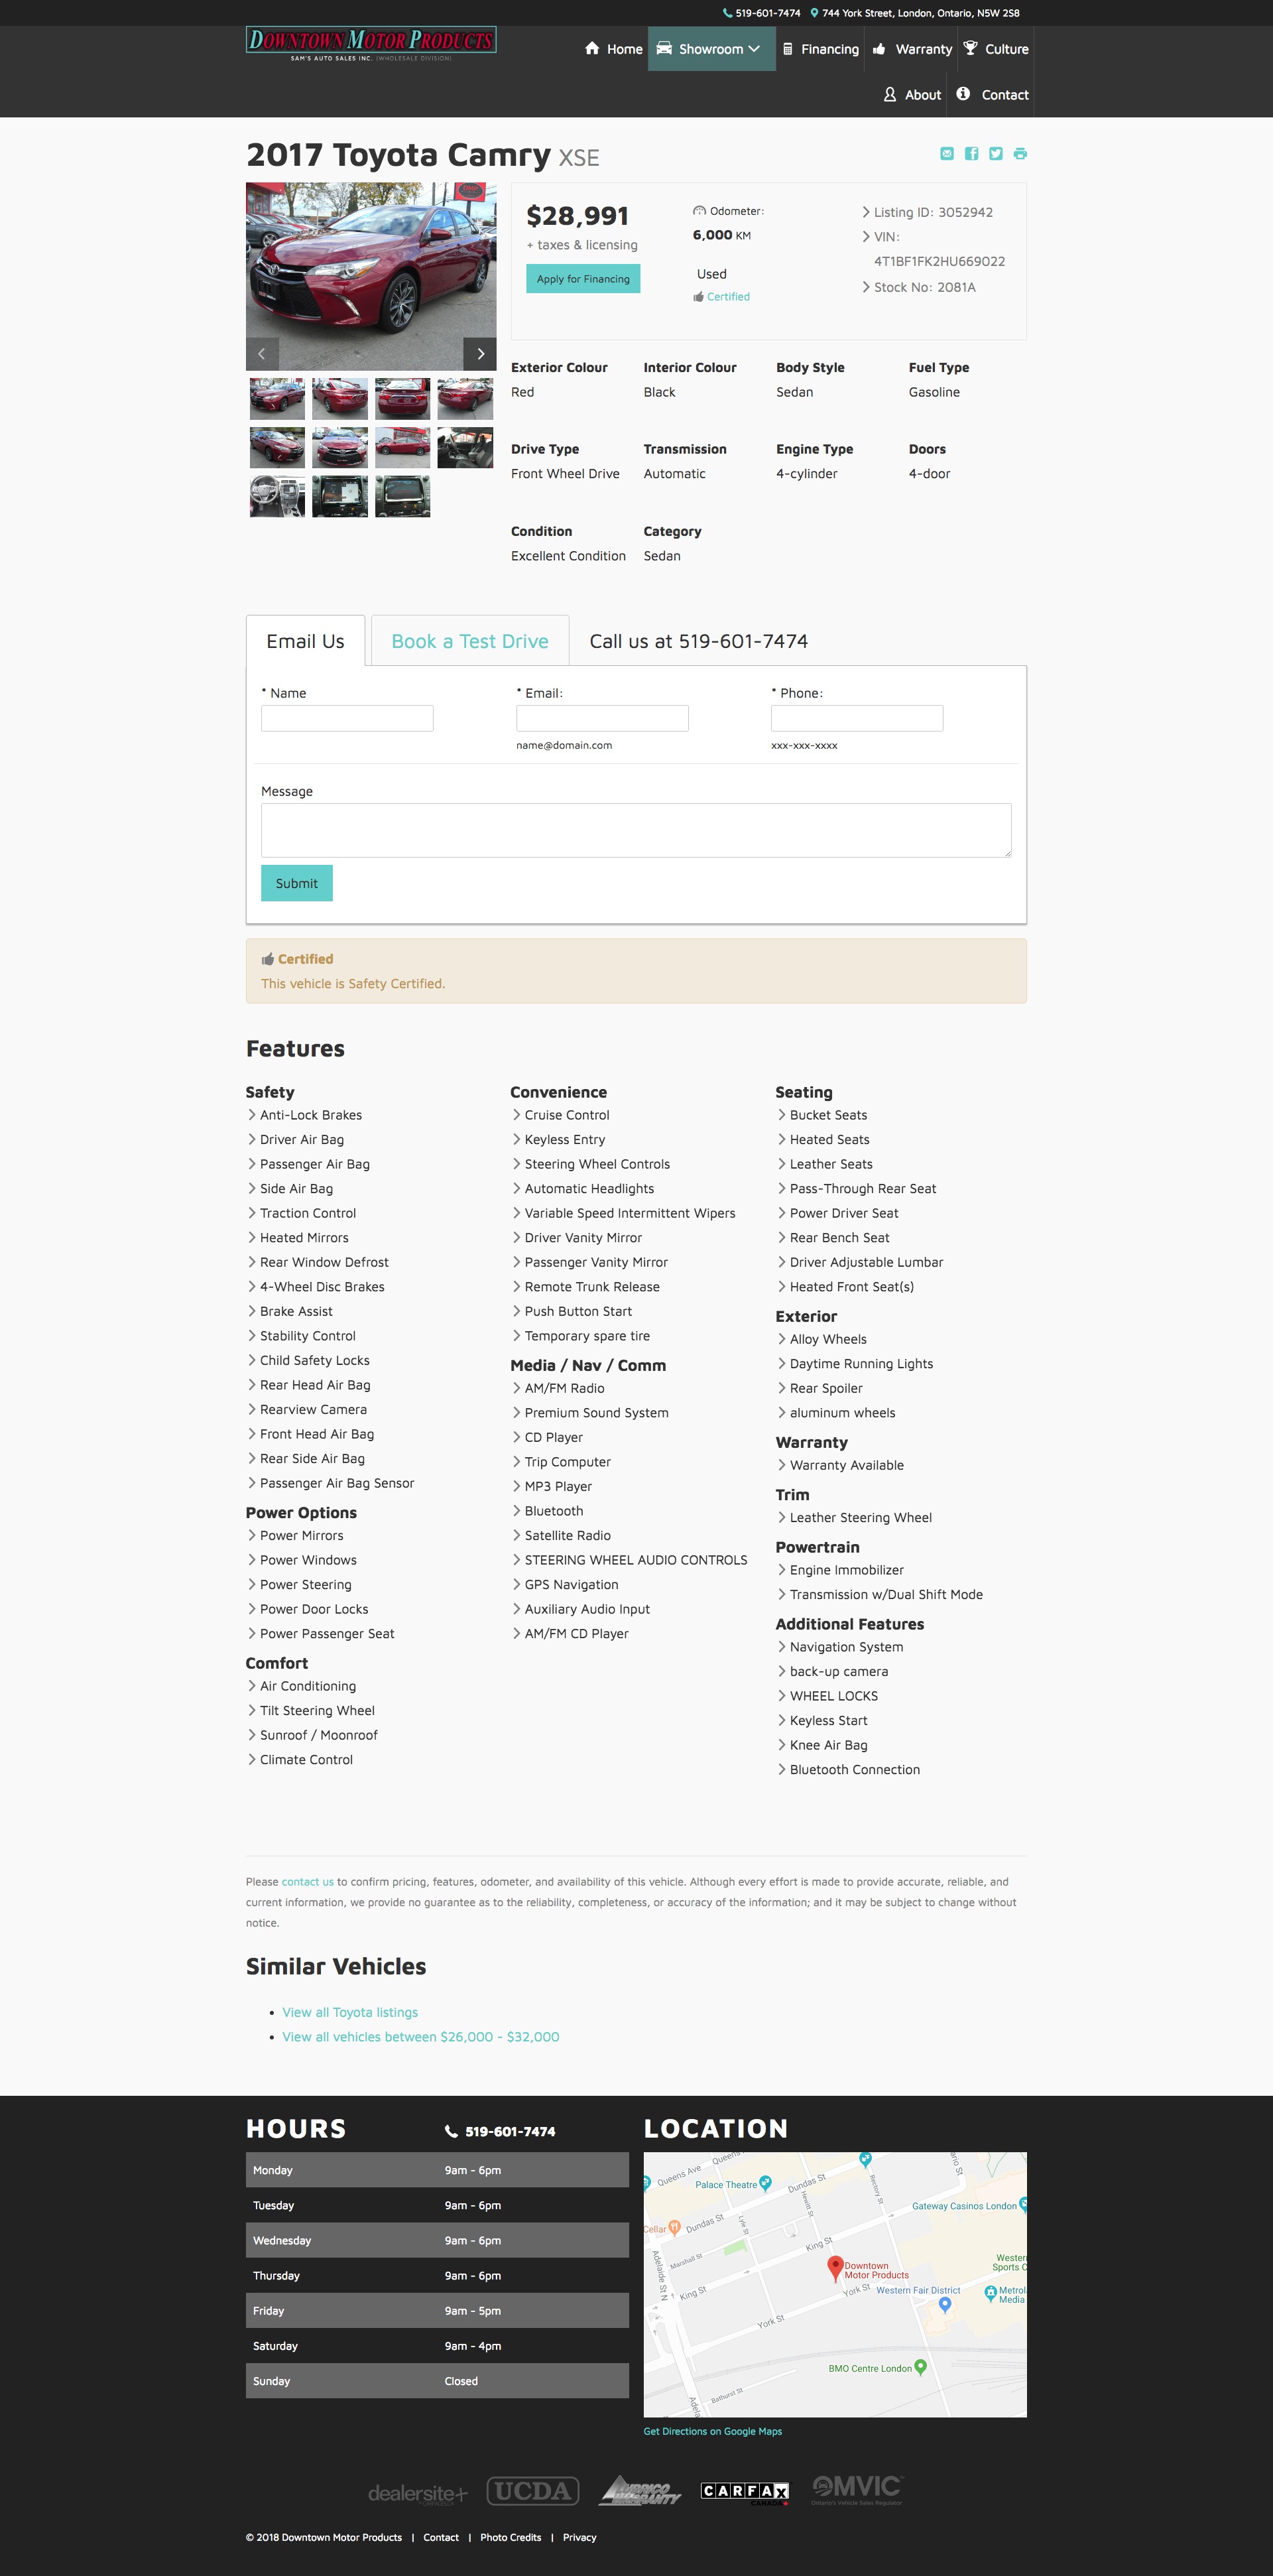 519-601-7474 744 York Street, London, Ontario, N5W 2S8
DOWNTOWN MOTOR PRODUCTS
SAM'S AUTO SALES INC. (WHOLESALE DIVISION)
Home Showroom Financing Warranty Culture
About Contact
2017 Toyota Camry XSE
$28,991
+ taxes & licensing
Apply for Financing
Odometer:
6,000 KM
Used
Certified
Listing ID: 3052942
VIN:
4T1BF1FK2HU669022
Stock No: 2081A
Exterior Colour
Red
Interior Colour
Black
Body Style
Sedan
Fuel Type
Gasoline
Drive Type
Front Wheel Drive
Transmission
Automatic
Engine Type
4-cylinder
Doors
4-door
Condition
Excellent Condition
Category
Sedan
Email Us
Book a Test Drive
Call us at 519-601-7474
* Name
* Email:
name@domain.com
* Phone:
xxx-xxx-xxxx
Message
Submit
Certified
This vehicle is Safety Certified.
Features
Safety
Anti-Lock Brakes
Driver Air Bag
Passenger Air Bag
Side Air Bag
Traction Control
Heated Mirrors
Rear Window Defrost
4-Wheel Disc Brakes
Brake Assist
Stability Control
Child Safety Locks
Rear Head Air Bag
Rearview Camera
Front Head Air Bag
Rear Side Air Bag
Passenger Air Bag Sensor
Power Options
Power Mirrors
Power Windows
Power Steering
Power Door Locks
Power Passenger Seat
Comfort
Air Conditioning
Tilt Steering Wheel
Sunroof / Moonroof
Climate Control
Convenience
Cruise Control
Keyless Entry
Steering Wheel Controls
Automatic Headlights
Variable Speed Intermittent Wipers
Driver Vanity Mirror
Passenger Vanity Mirror
Remote Trunk Release
Push Button Start
Temporary spare tire
Media / Nav / Comm
AM/FM Radio
Premium Sound System
CD Player
Trip Computer
MP3 Player
Bluetooth
Satellite Radio
STEERING WHEEL AUDIO CONTROLS
GPS Navigation
Auxiliary Audio Input
AM/FM CD Player
Seating
Bucket Seats
Heated Seats
Leather Seats
Pass-Through Rear Seat
Power Driver Seat
Rear Bench Seat
Driver Adjustable Lumbar
Heated Front Seat(s)
Exterior
Alloy Wheels
Daytime Running Lights
Rear Spoiler
aluminum wheels
Warranty
Warranty Available
Trim
Leather Steering Wheel
Powertrain
Engine Immobilizer
Transmission w/Dual Shift Mode
Additional Features
Navigation System
back-up camera
WHEEL LOCKS
Keyless Start
Knee Air Bag
Bluetooth Connection
Please contact us to confirm pricing, features, odometer, and availability of this vehicle. Although every effort is made to provide accurate, reliable, and
current information, we provide no guarantee as to the reliability, completeness, or accuracy of the information; and it may be subject to change without
notice.
Similar Vehicles
View all Toyota listings
View all vehicles between $26,000 - $32,000
HOURS 519-601-7474
Monday 9am - 6pm
Tuesday 9am - 6pm
Wednesday 9am - 6pm
Thursday 9am - 6pm
Friday 9am - 5pm
Saturday 9am - 4pm
Sunday Closed
LOCATION
Queens Ave
Queens
Palace Theatre
Dundas St
Rectory St
Hewitt St
Gateway Casinos London
Cellar
Dundas St
Lyle St
King St
Marshall St
Adelaide St N
Downtown
Motor Products
Western
Sports C
King St
York St
Western Fair District
Metrol
Media
York St
BMO Centre London
Bathurst St
Adela
Get Directions on Google Maps
dealersite+
UCDA
LUBRICO
WARRANTY
CARFAX
CANADA
OMVIC
Ontario's Vehicle Sales Regulator
© 2018 Downtown Motor Products | Contact | Photo Credits | Privacy